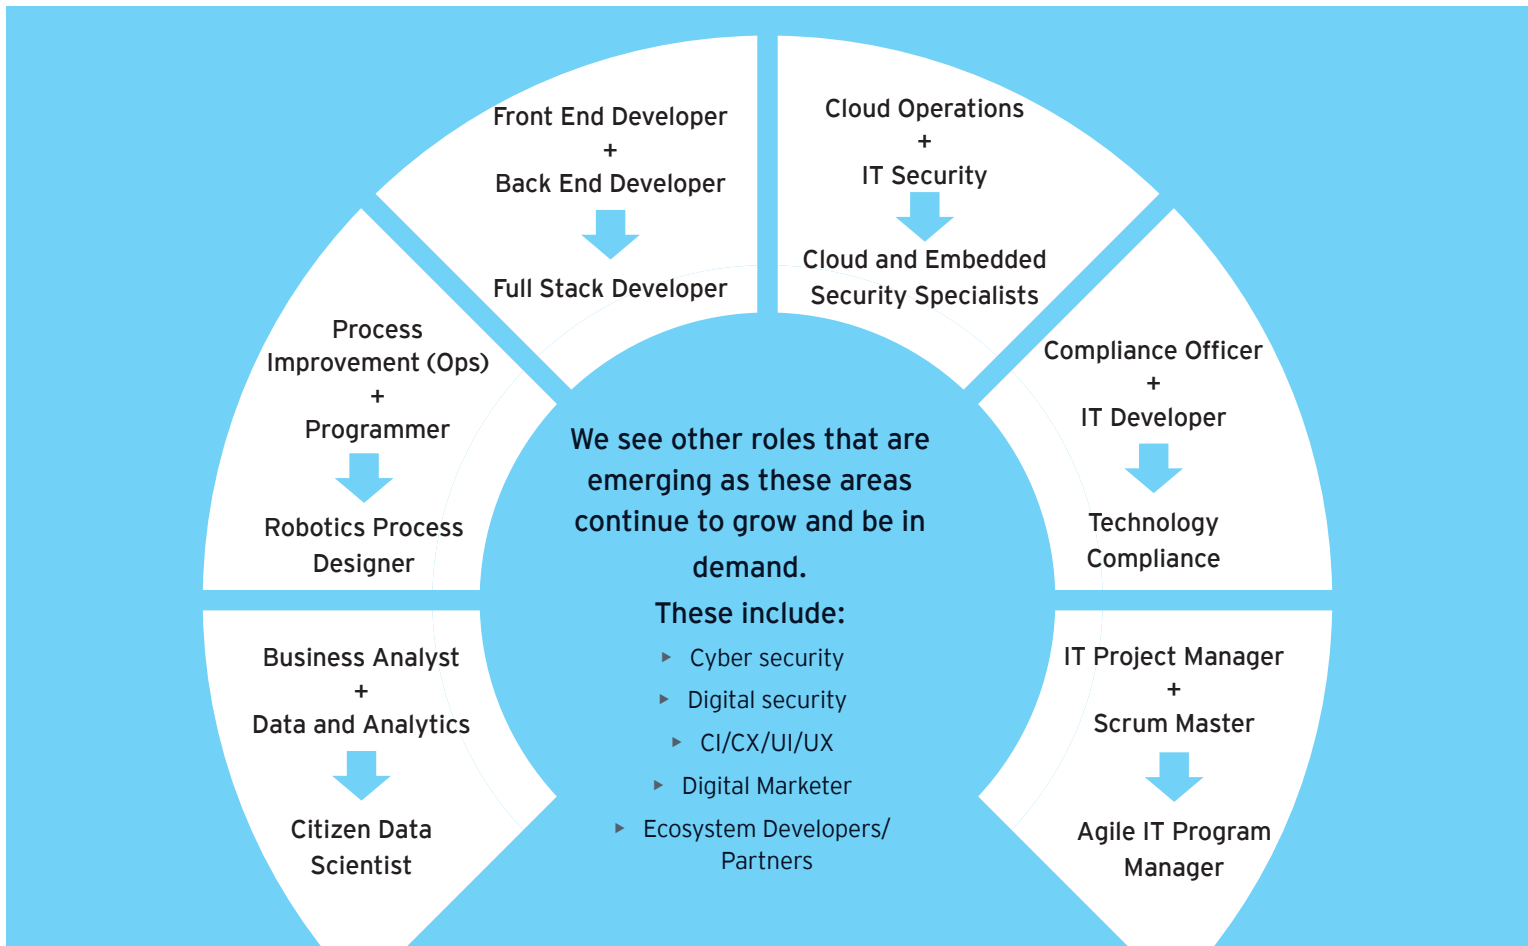 Front End Developer
+
Back End Developer
Full Stack Developer
Cloud Operations
+
IT Security
Cloud and Embedded
Security Specialists
Process
Improvement (Ops)
+
Programmer
Robotics Process
Designer
Compliance Officer
+
IT Developer
Technology
Compliance
Business Analyst
+
Data and Analytics
Citizen Data
Scientist
IT Project Manager
+
Scrum Master
Agile IT Program
Manager
We see other roles that are
emerging as these areas
continue to grow and be in
demand.
These include:
▸ Cyber security
▸ Digital security
▸ CI/CX/UI/UX
▸ Digital Marketer
▸ Ecosystem Developers/
Partners